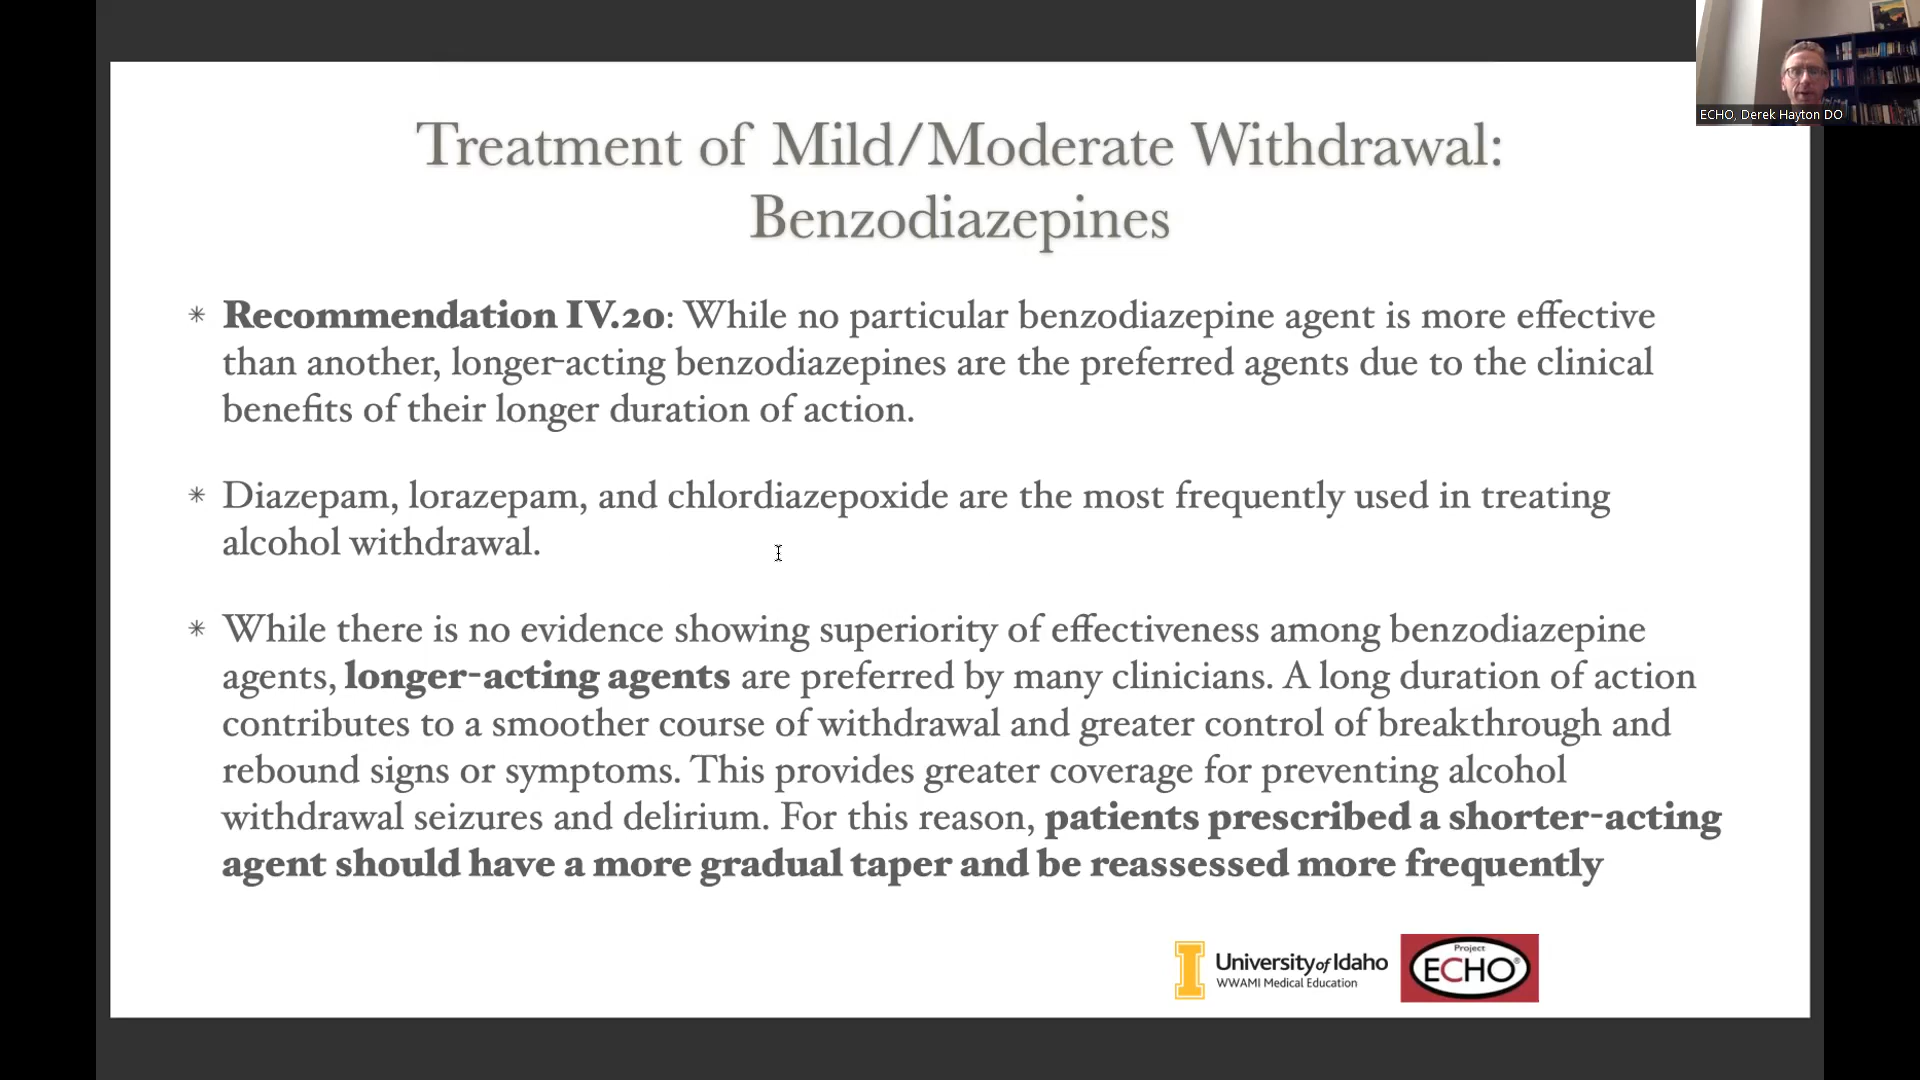 ECHO, Derek Hayton DO
Treatment of Mild/Moderate Withdrawal:
Benzodiazepines
* Recommendation IV.20: While no particular benzodiazepine agent is more effective
than another, longer-acting benzodiazepines are the preferred agents due to the clinical
benefits of their longer duration of action.
* Diazepam, lorazepam, and chlordiazepoxide are the most frequently used in treating
alcohol withdrawal.
* While there is no evidence showing superiority of effectiveness among benzodiazepine
agents, longer-acting agents are preferred by many clinicians. A long duration of action
contributes to a smoother course of withdrawal and greater control of breakthrough and
rebound signs or symptoms. This provides greater coverage for preventing alcohol
withdrawal seizures and delirium. For this reason, patients prescribed a shorter-acting
agent should have a more gradual taper and be reassessed more frequently
I University of Idaho
WWAMI Medical Education
Project
ECHO®